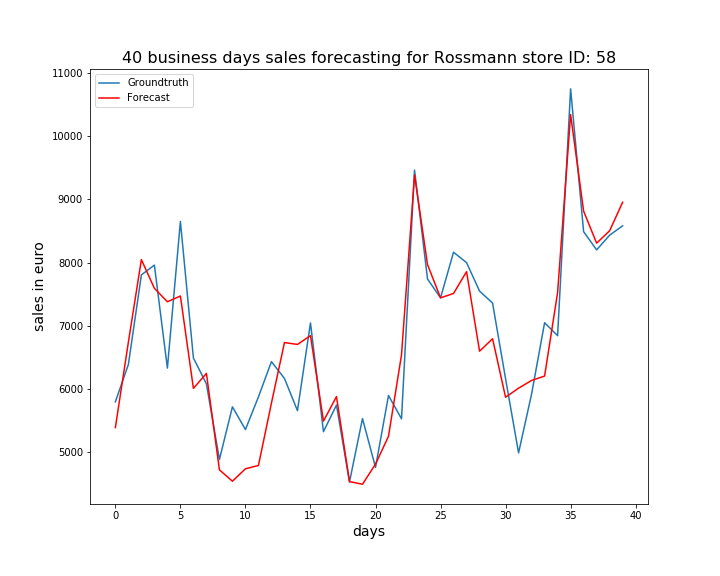 40 business days sales forecasting for Rossmann store ID: 58
Groundtruth
Forecast
11000
10000
9000
8000
7000
6000
5000
sales in euro
0 5 10 15 20 25 30 35 40
days